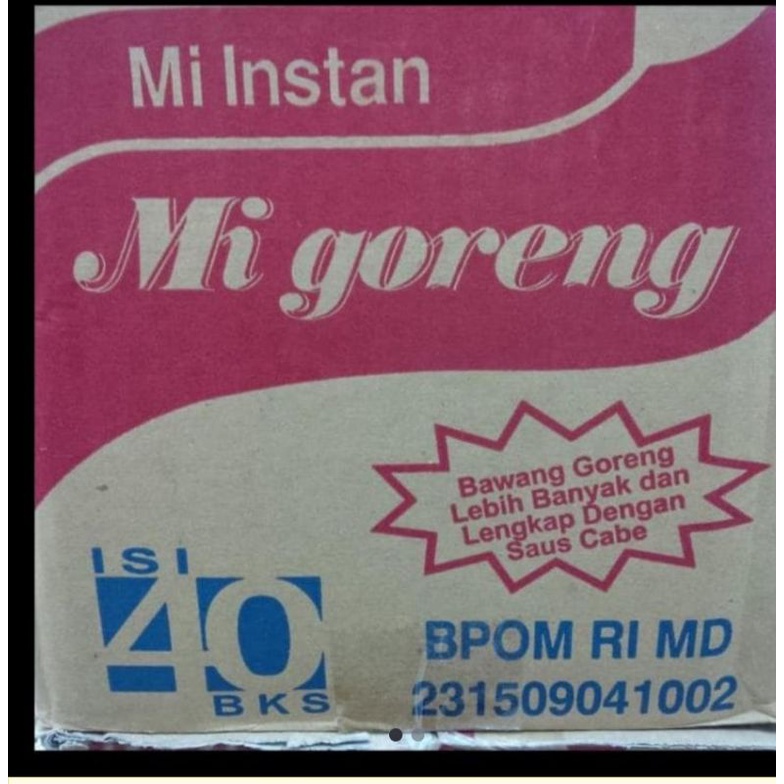 Mi Instan
Mi goreng
Bawang Goreng
Lebih Banyak dan
Lengkap Dengan
Saus Cabe
ISI
40
BKS
BPOM RI MD
231509041002